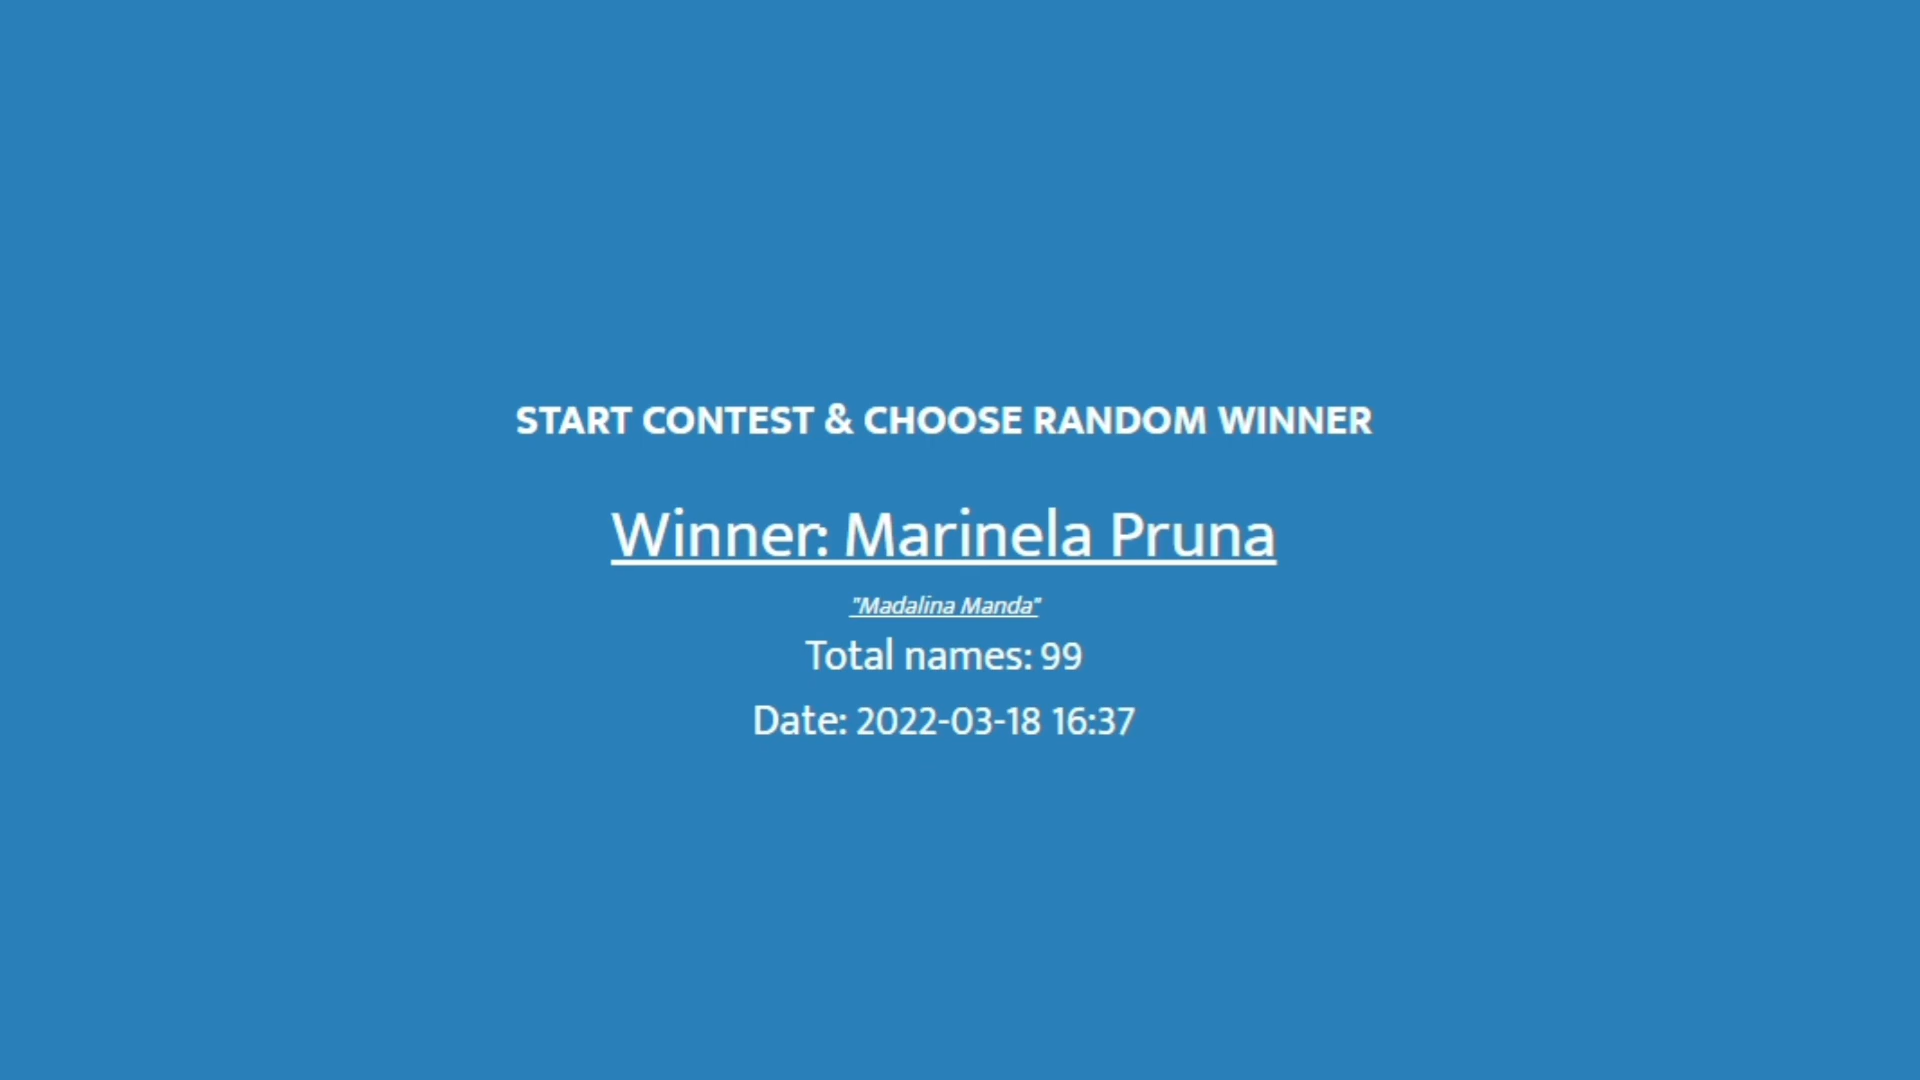 START CONTEST & CHOOSE RANDOM WINNER
Winner: Marinela Pruna
"Madalina Manda"
Total names: 99
Date: 2022-03-18 16:37